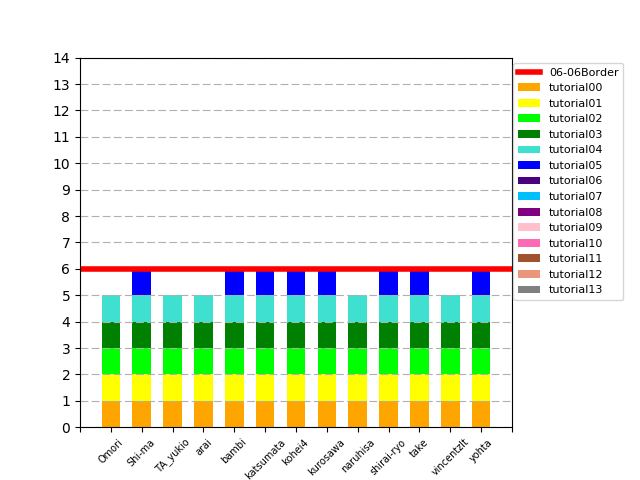 14
13
12
11
10
9
8
7
6
5
4
3
2
1
0
Omori
Shi-ma
TA_yukio
arai
bambi
katsumata
kohei4
kurosawa
naruhisa
shirai-ryo
take
vincentzlt
yohta
06-06Border
tutorial00
tutorial01
tutorial02
tutorial03
tutorial04
tutorial05
tutorial06
tutorial07
tutorial08
tutorial09
tutorial10
tutorial11
tutorial12
tutorial13